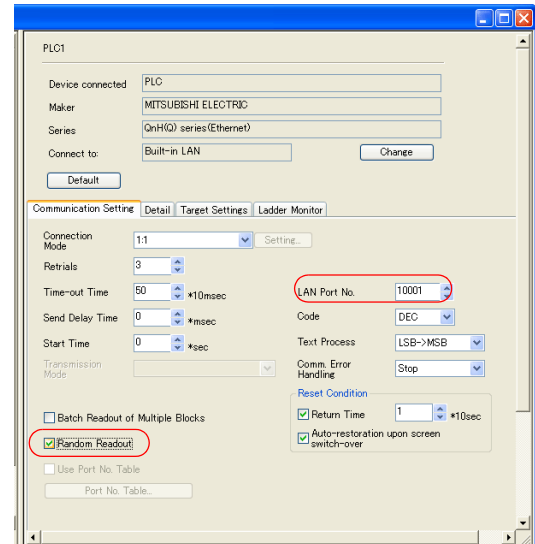 PLC1
Device connected PLC
Maker MITSUBISHI ELECTRIC
Series QnH(Q) series(Ethernet)
Connect to: Built-in LAN Change
Default
Communication Setting Detail Target Settings Ladder Monitor
Connection Mode 1:1 Setting...
Retrials 3
Time-out Time 50 *10msec LAN Port No. 10001
Send Delay Time 0 *msec Code DEC
Start Time 0 *sec Text Process LSB->MSB
Transmission Mode Comm. Error Handling Stop
Reset Condition
Batch Readout of Multiple Blocks Return Time 1 *10sec
Random Readout Auto-restoration upon screen switch-over
Use Port No. Table
Port No. Table..